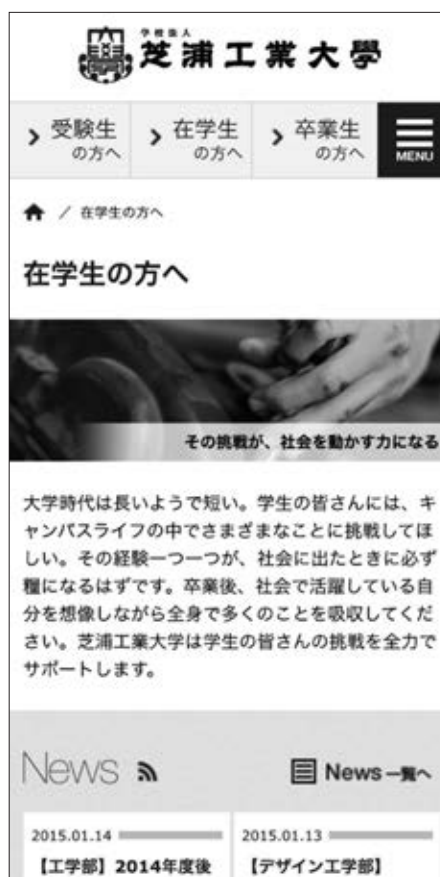 学校法人
芝浦工業大學
受験生
の方へ
在学生
の方へ
卒業生
の方へ
MENU
/ 在学生の方へ
在学生の方へ
その挑戦が、社会を動かす力になる
大学時代は長いようで短い。学生の皆さんには、キ
ャンパスライフの中でさまざまなことに挑戦してほ
しい。その経験一つ一つが、社会に出たときに必ず
糧になるはずです。卒業後、社会で活躍している自
分を想像しながら全身で多くのことを吸収してくだ
さい。芝浦工業大学は学生の皆さんの挑戦を全力で
サポートします。
News
News 一覧へ
2015.01.14
【工学部】2014年度後
2015.01.13
【デザイン工学部】